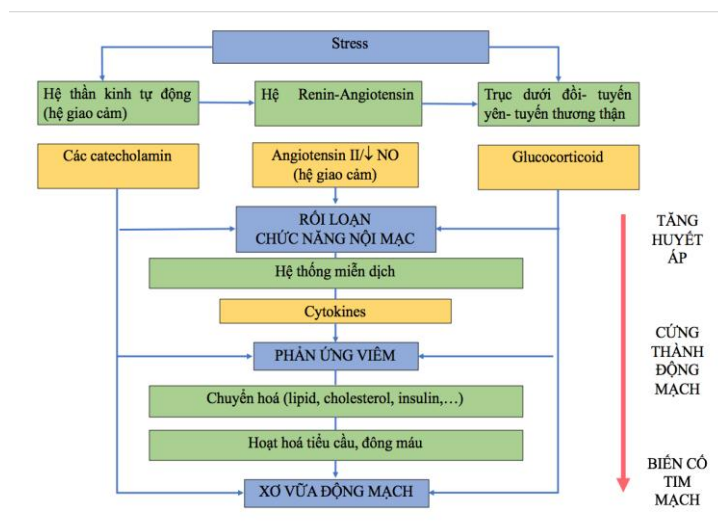 Stress
Hệ thần kinh tự động
(hệ giao cảm)
Hệ Renin-Angiotensin
Trục dưới đồi- tuyến
yên- tuyến thương thận
Các catecholamin
Angiotensin II/↓ NO
(hệ giao cảm)
Glucocorticoid
RỐI LOẠN
CHỨC NĂNG NỘI MẠC
Hệ thống miễn dịch
Cytokines
PHẢN ỨNG VIÊM
Chuyển hoá (lipid, cholesterol, insulin,…)
Hoạt hoá tiểu cầu, đông máu
XƠ VỮA ĐỘNG MẠCH
TĂNG
HUYẾT
ÁP
CỨNG
THÀNH ĐỘNG
MẠCH
BIẾN CỐ
TIM
MẠCH